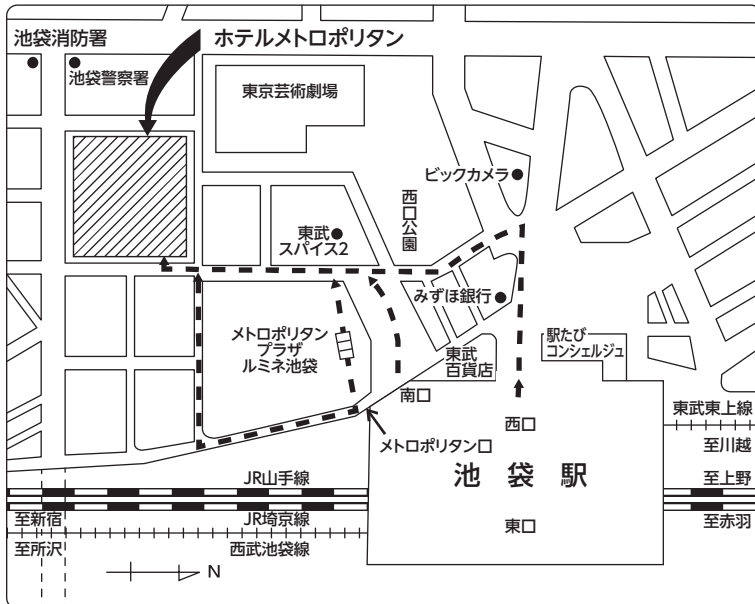 池袋消防署
ホテルメトロポリタン
池袋警察署
東京芸術劇場
ビックカメラ
西口公園
東武
スパイス2
みずほ銀行
メトロポリタン
プラザ
ルミネ池袋
東武
百貨店
駅たび
コンシェルジュ
南口
西口
メトロポリタン口
東武東上線
至川越
池袋駅
JR山手線
至上野
至新宿
JR埼京線
東口
至赤羽
至所沢
西武池袋線
N